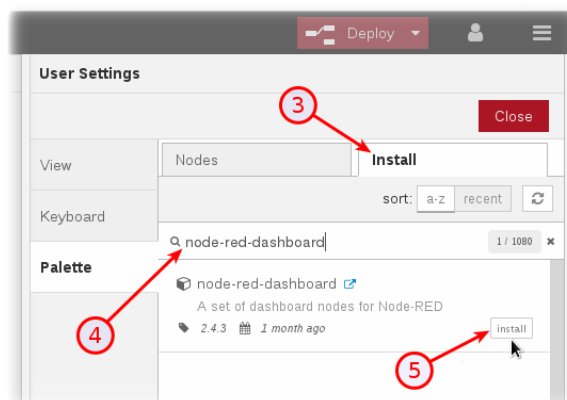 Deploy
User Settings
3
Close
View
Nodes
Install
sort: a-z recent
Keyboard
node-red-dashboard
1 / 1080
Palette
node-red-dashboard
A set of dashboard nodes for Node-RED
4
2.4.3 1 month ago
install
5